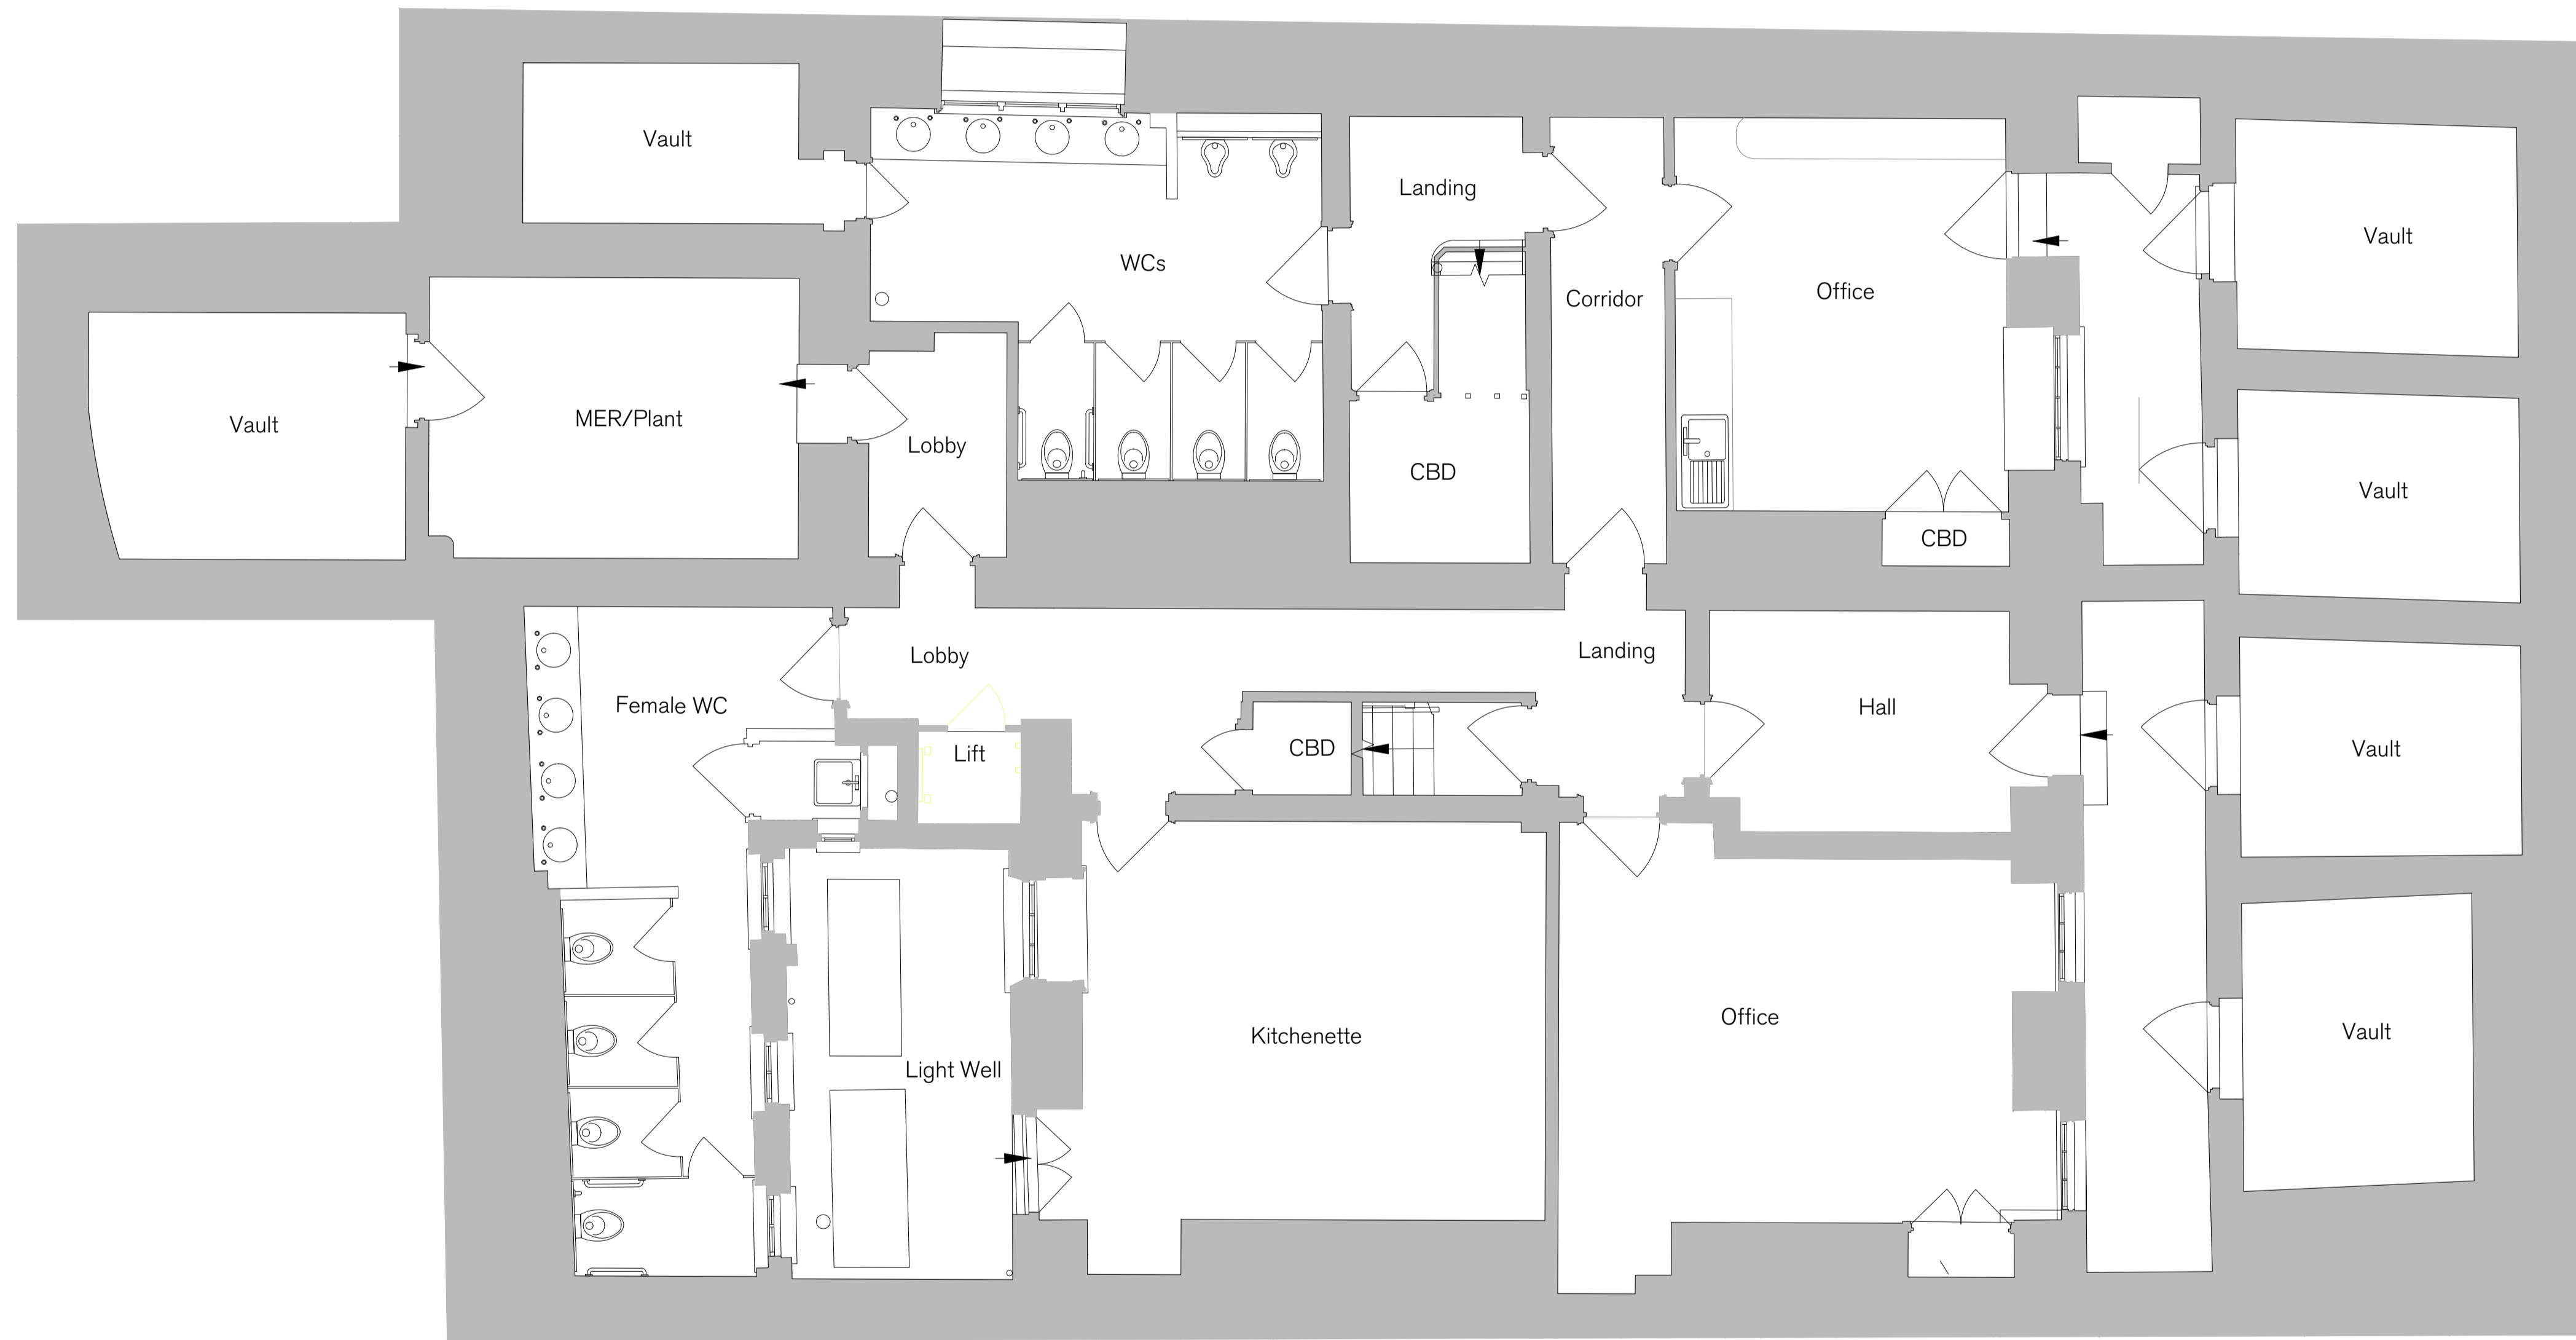 Vault
Landing
WCs
Vault
Office
Corridor
MER/Plant
Vault
Lobby
CBD
Vault
CBD
Lobby
Landing
Female WC
Hall
CBD
Lift
Vault
Office
Vault
Kitchenette
Light Well